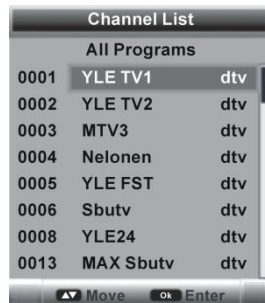 Channel List
All Programs
0001 YLE TV1 dtv
0002 YLE TV2 dtv
0003 MTV3 dtv
0004 Nelonen dtv
0005 YLE FST dtv
0006 Sbutv dtv
0008 YLE24 dtv
0013 MAX Sbutv dtv
Move Ok Enter